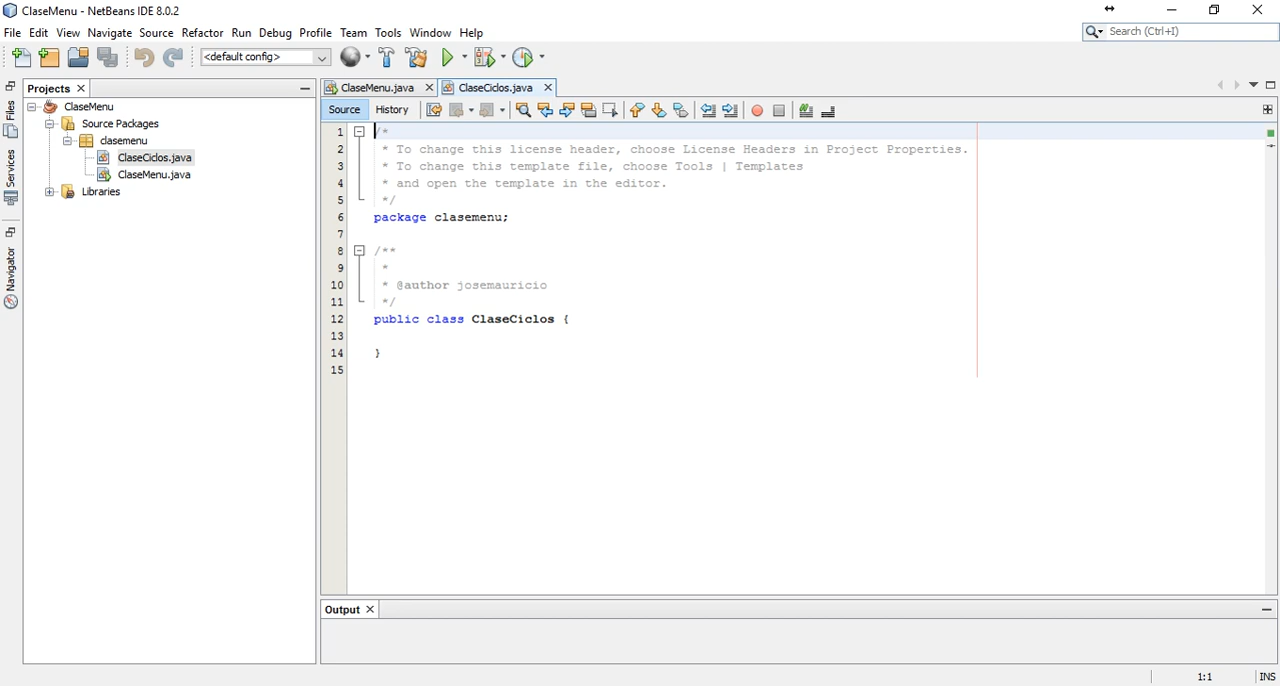 ClaseMenu - NetBeans IDE 8.0.2
File Edit View Navigate Source Refactor Run Debug Profile Team Tools Window Help
Search (Ctrl+I)
<default config>
Projects
Files
Services
Navigator
ClaseMenu
Source Packages
clasemenu
ClaseCiclos.java
ClaseMenu.java
Libraries
ClaseMenu.java ClaseCiclos.java
Source History
1 /*
2 * To change this license header, choose License Headers in Project Properties.
3 * To change this template file, choose Tools | Templates
4 * and open the template in the editor.
5 */
6 package clasemenu;
7
8 /**
9 *
10 * @author josemauricio
11 */
12 public class ClaseCiclos {
13
14 }
15
Output
1:1 INS